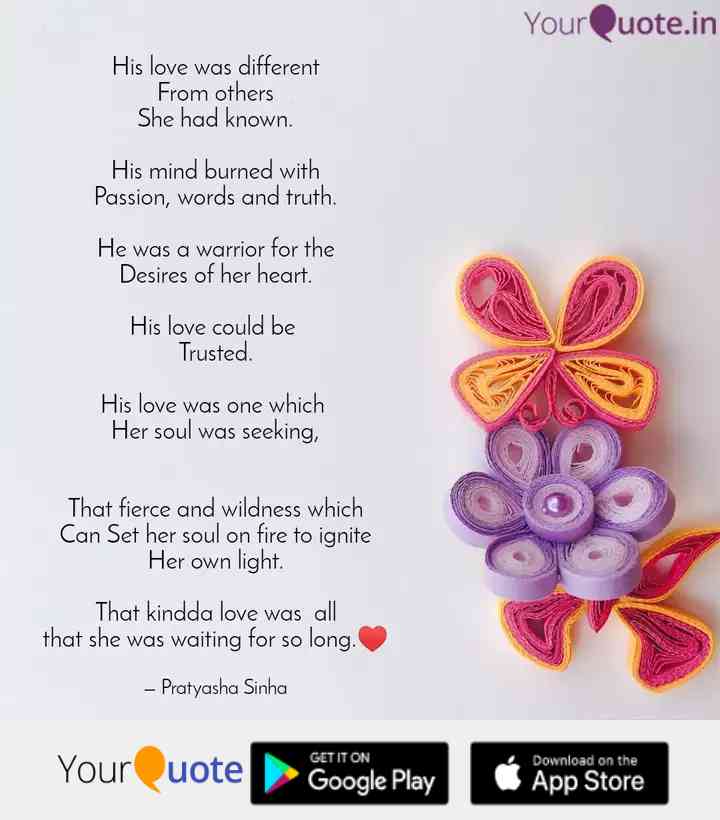 YourQuote.in
His love was different
From others
She had known.
His mind burned with
Passion, words and truth.
He was a warrior for the
Desires of her heart.
His love could be
Trusted.
His love was one which
Her soul was seeking,
That fierce and wildness which
Can Set her soul on fire to ignite
Her own light.
That kindda love was all
that she was waiting for so long.❤️
– Pratyasha Sinha
YourQuote
GET IT ON
Google Play
Download on the
App Store